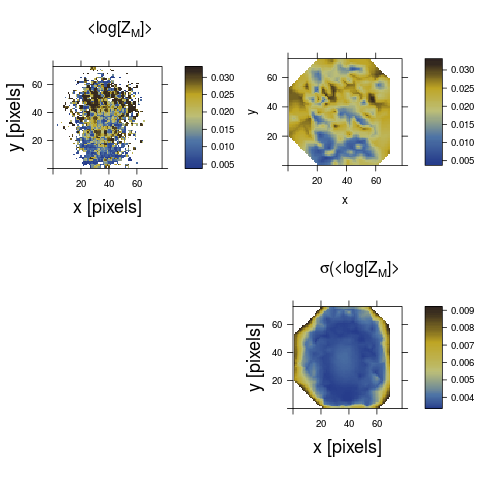 <log[Z_M]>
y [pixels]
60
40
20
20 40 60
x [pixels]
0.030
0.025
0.020
0.015
0.010
0.005
y
60
40
20
20 40 60
x
0.030
0.025
0.020
0.015
0.010
0.005
σ(<log[Z_M]>
y [pixels]
60
40
20
20 40 60
x [pixels]
0.009
0.008
0.007
0.006
0.005
0.004